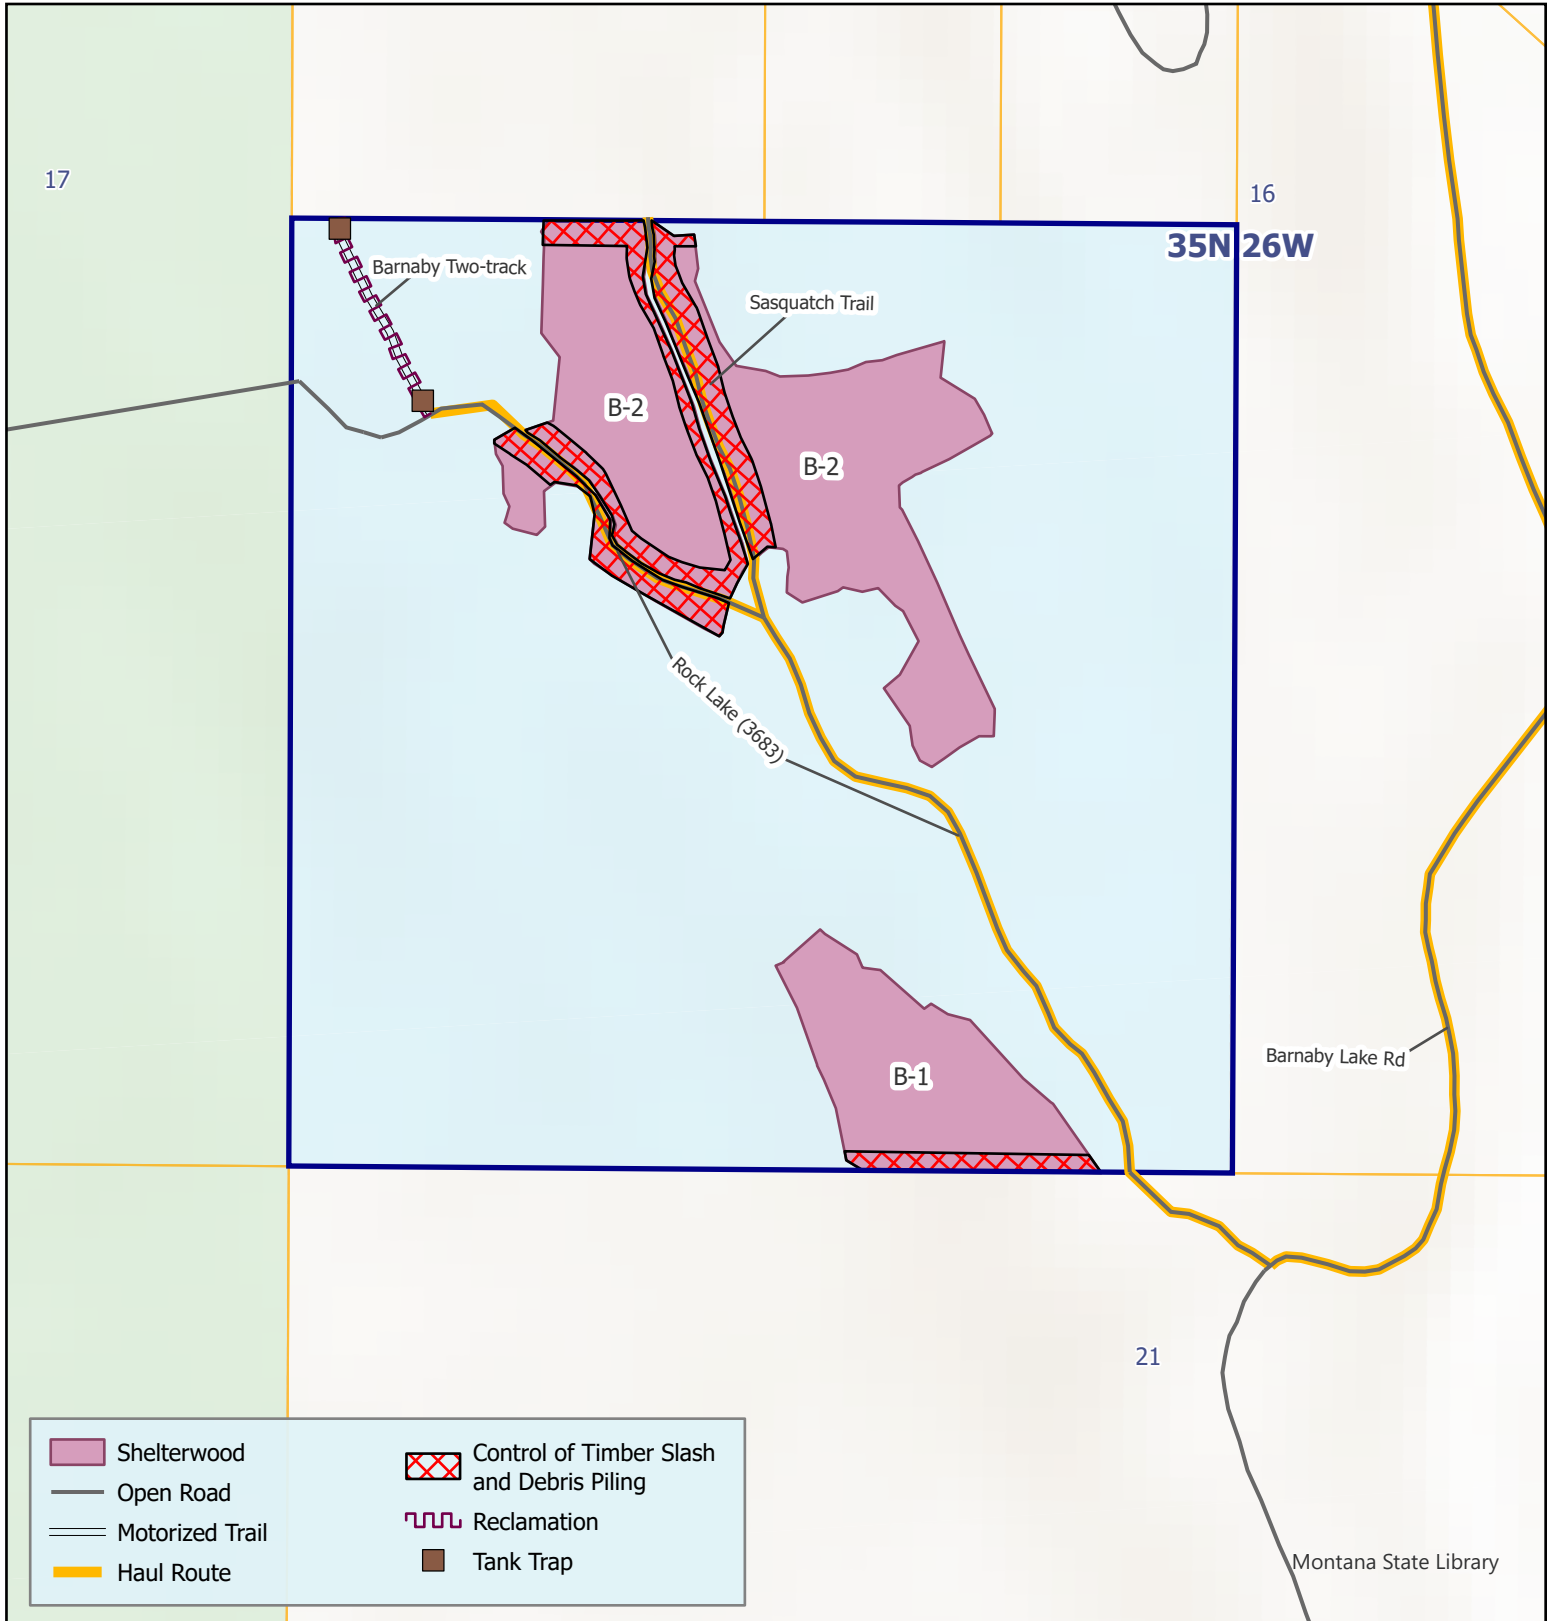 17
16
35N 26W
Barnaby Two-track
Sasquatch Trail
B-2
B-2
Rock Lake (3683)
Barnaby Lake Rd
B-1
21
Shelterwood
Open Road
Motorized Trail
Haul Route
Control of Timber Slash
and Debris Piling
Reclamation
Tank Trap
Montana State Library